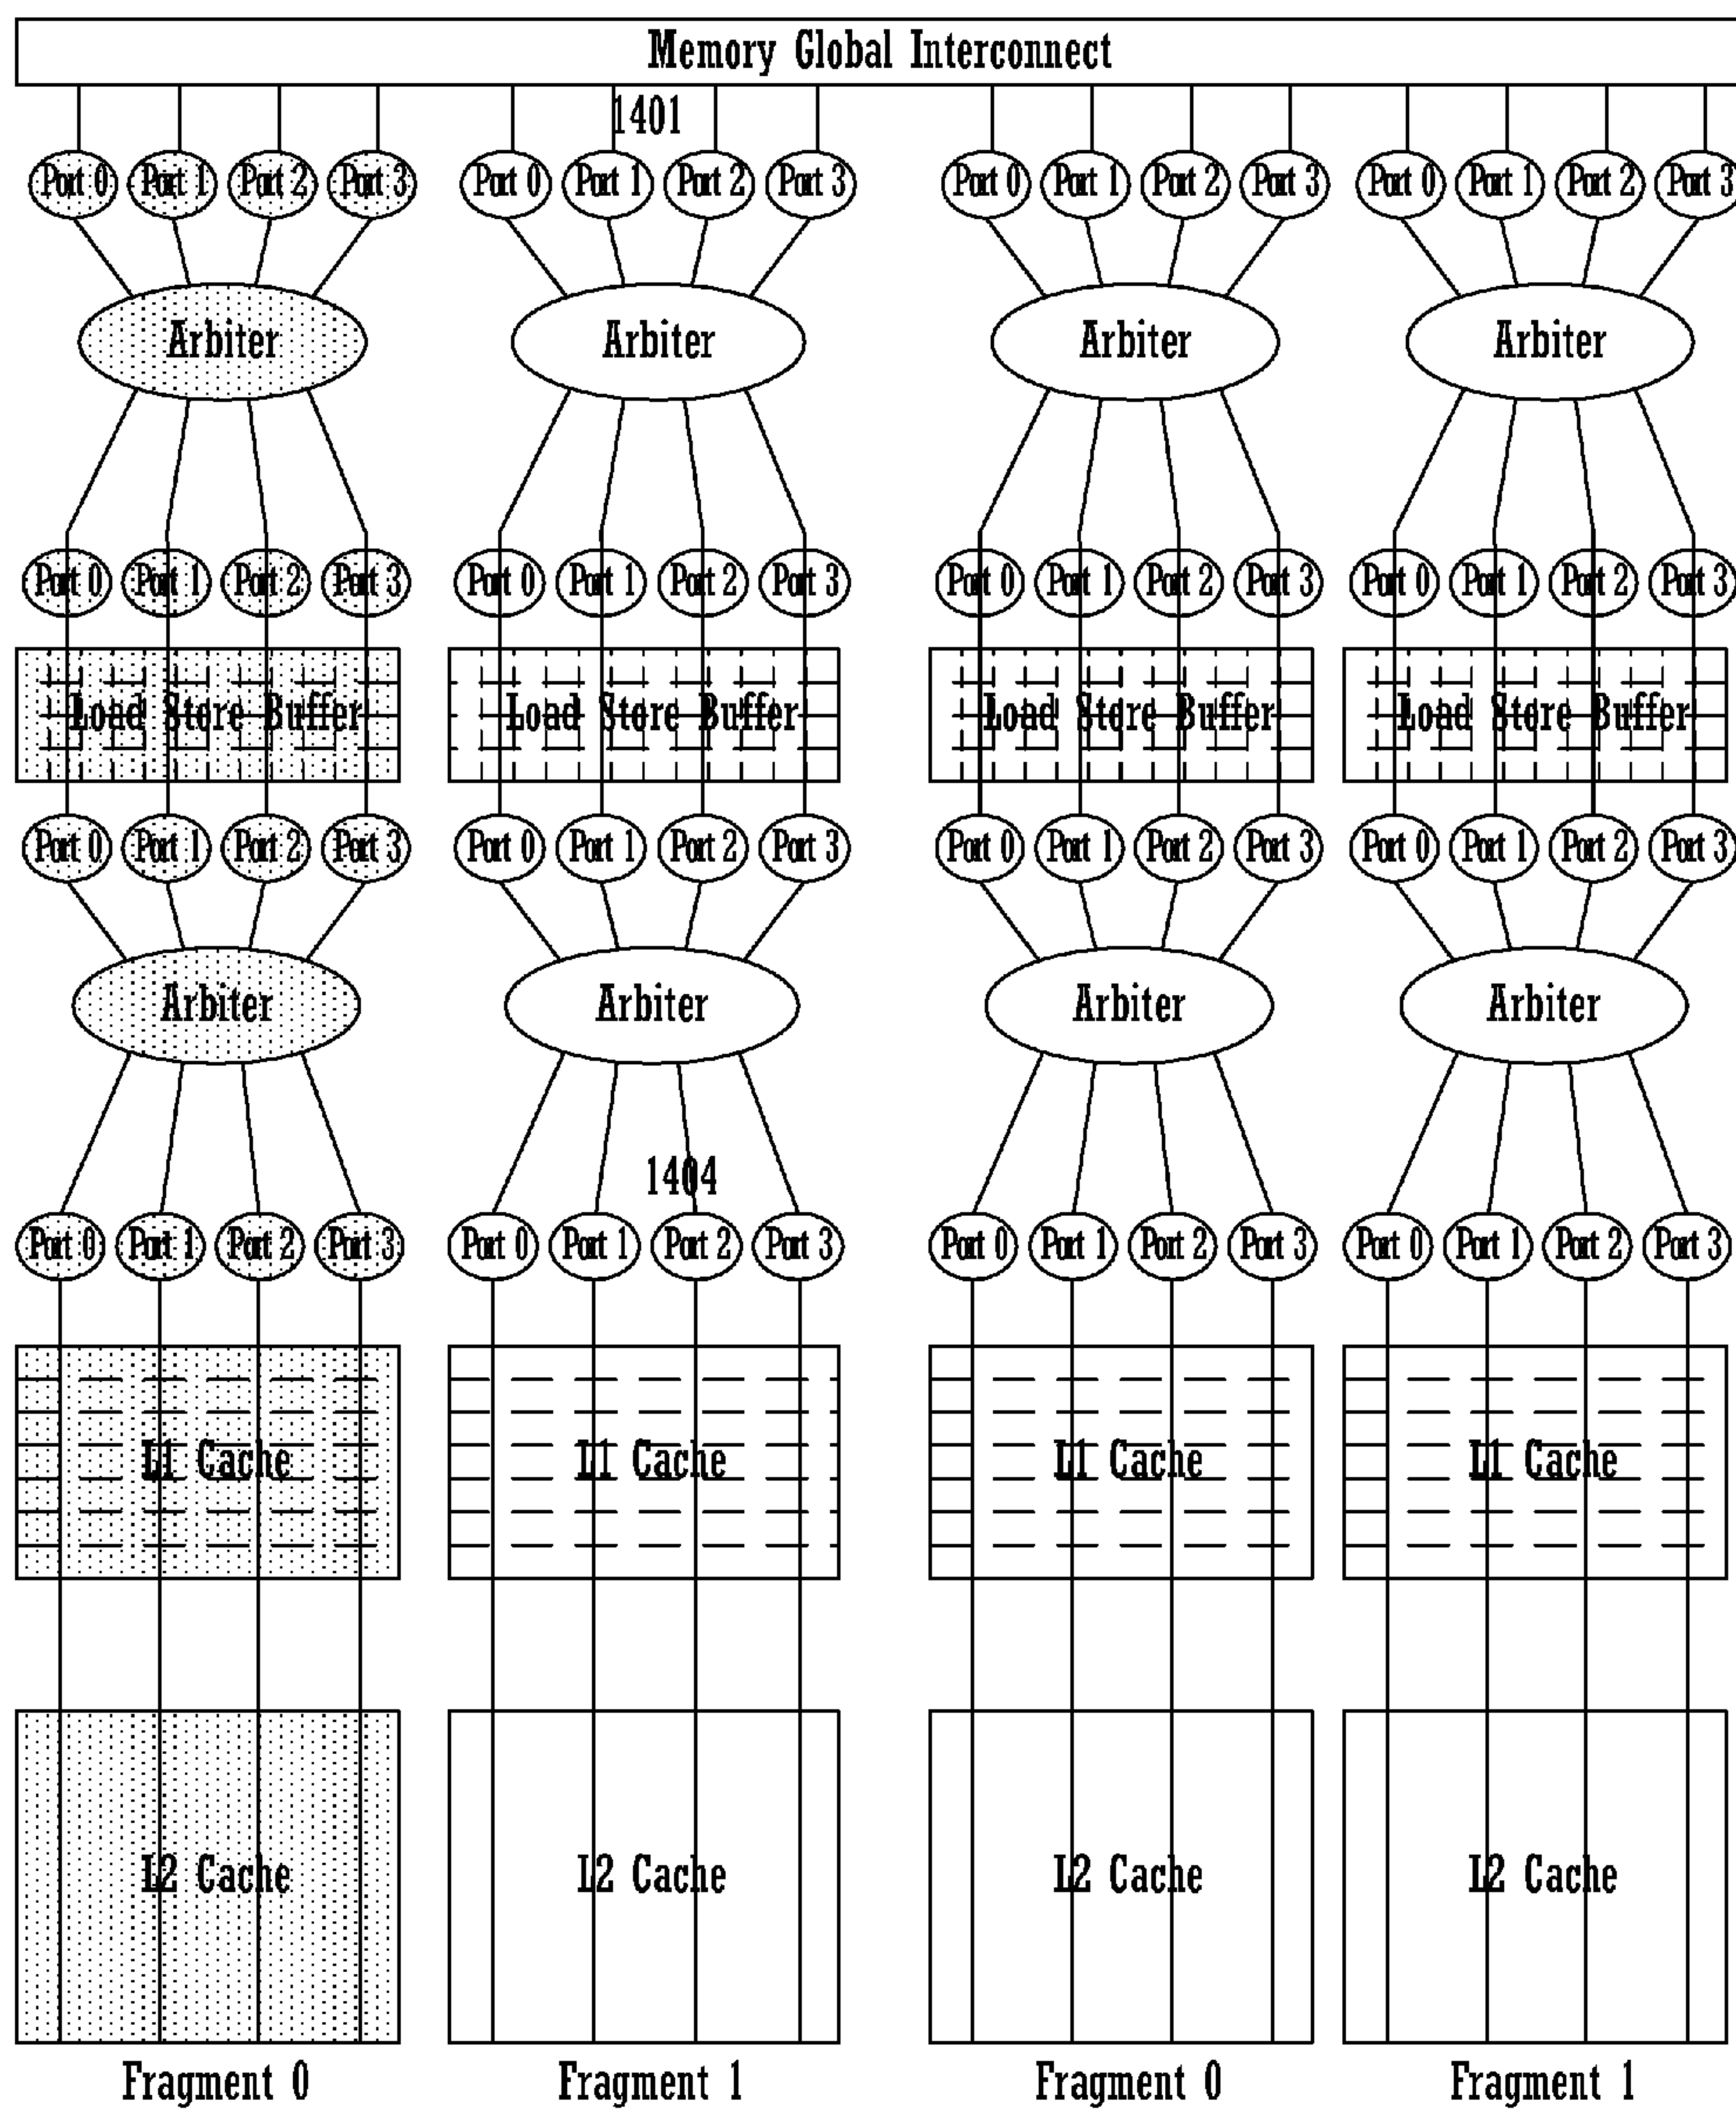 Memory Global Interconnect
1401
Port 0 Port 1 Port 2 Port 3 Port 0 Port 1 Port 2 Port 3 Port 0 Port 1 Port 2 Port 3 Port 0 Port 1 Port 2 Port 3
Arbiter Arbiter Arbiter Arbiter
Port 0 Port 1 Port 2 Port 3 Port 0 Port 1 Port 2 Port 3 Port 0 Port 1 Port 2 Port 3 Port 0 Port 1 Port 2 Port 3
Load Store Buffer Load Store Buffer Load Store Buffer Load Store Buffer
Port 0 Port 1 Port 2 Port 3 Port 0 Port 1 Port 2 Port 3 Port 0 Port 1 Port 2 Port 3 Port 0 Port 1 Port 2 Port 3
Arbiter Arbiter Arbiter Arbiter
1404
Port 0 Port 1 Port 2 Port 3 Port 0 Port 1 Port 2 Port 3 Port 0 Port 1 Port 2 Port 3 Port 0 Port 1 Port 2 Port 3
L1 Cache L1 Cache L1 Cache L1 Cache
L2 Cache L2 Cache L2 Cache L2 Cache
Fragment 0 Fragment 1 Fragment 0 Fragment 1